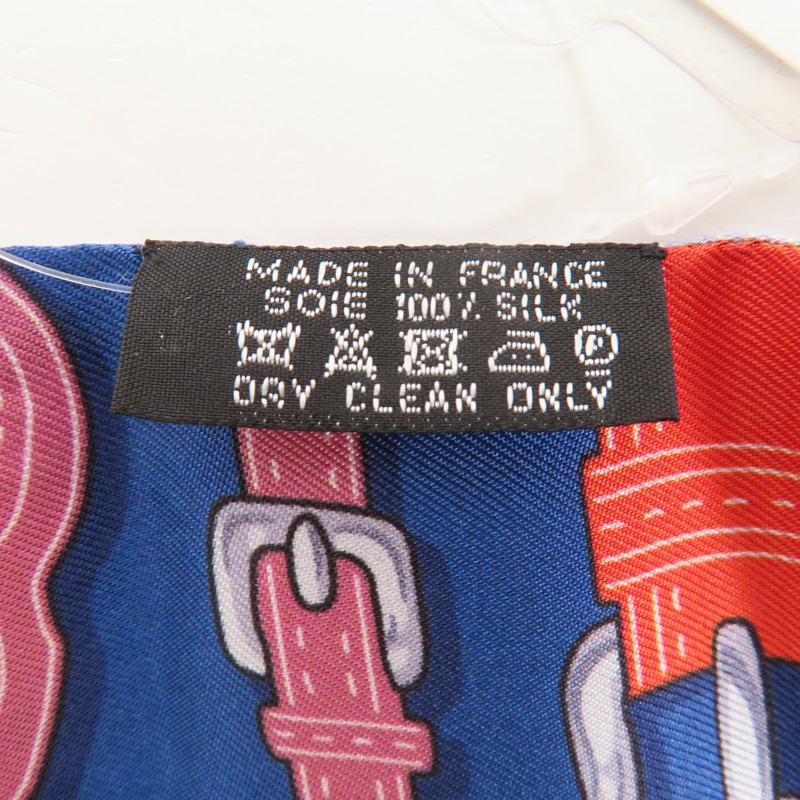 MADE IN FRANCE
SOIE 100% SILK
P
DRY CLEAN ONLY